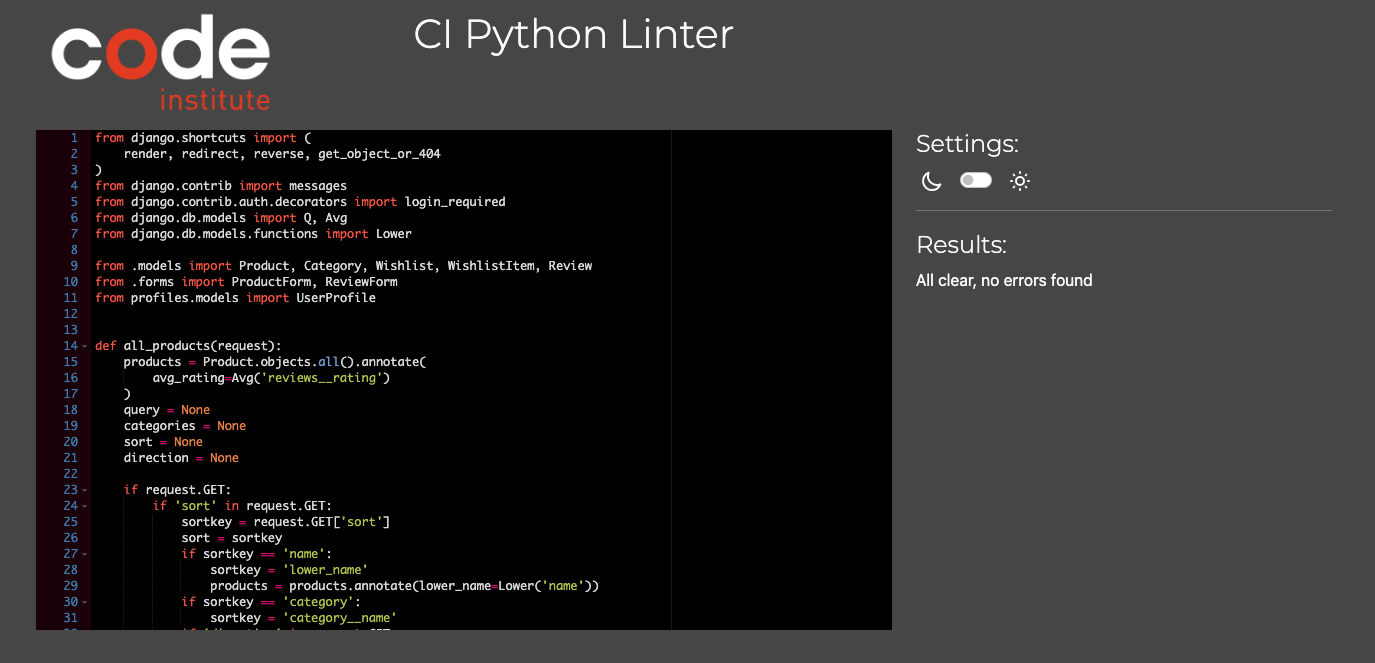 code
institute
CI Python Linter
1 from django.shortcuts import (
2     render, redirect, reverse, get_object_or_404
3 )
4 from django.contrib import messages
5 from django.contrib.auth.decorators import login_required
6 from django.db.models import Q, Avg
7 from django.db.models.functions import Lower
8
9 from .models import Product, Category, Wishlist, WishlistItem, Review
10 from .forms import ProductForm, ReviewForm
11 from profiles.models import UserProfile
12
13
14 def all_products(request):
15     products = Product.objects.all().annotate(
16         avg_rating=Avg('reviews__rating')
17     )
18     query = None
19     categories = None
20     sort = None
21     direction = None
22
23     if request.GET:
24         if 'sort' in request.GET:
25             sortkey = request.GET['sort']
26             sort = sortkey
27             if sortkey == 'name':
28                 sortkey = 'lower_name'
29                 products = products.annotate(lower_name=Lower('name'))
30             if sortkey == 'category':
31                 sortkey = 'category__name'
Settings:
Results:
All clear, no errors found